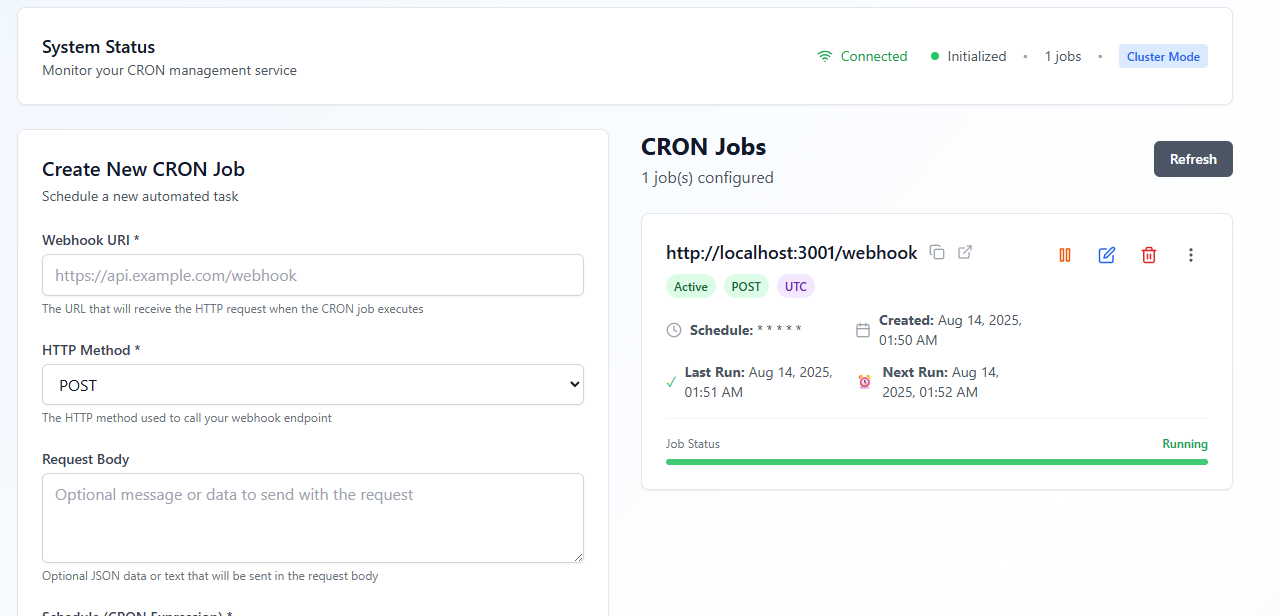 System Status
Monitor your CRON management service
Connected
Initialized • 1 jobs •
Cluster Mode
Create New CRON Job
Schedule a new automated task
Webhook URI *
https://api.example.com/webhook
The URL that will receive the HTTP request when the CRON job executes
HTTP Method *
POST
The HTTP method used to call your webhook endpoint
Request Body
Optional message or data to send with the request
Optional JSON data or text that will be sent in the request body
Schedule (CRON Expression) *
CRON Jobs
1 job(s) configured
Refresh
http://localhost:3001/webhook
Active POST UTC
Schedule: * * * * *
Created: Aug 14, 2025,
01:50 AM
Last Run: Aug 14, 2025,
01:51 AM
Next Run: Aug 14,
2025, 01:52 AM
Job Status
Running